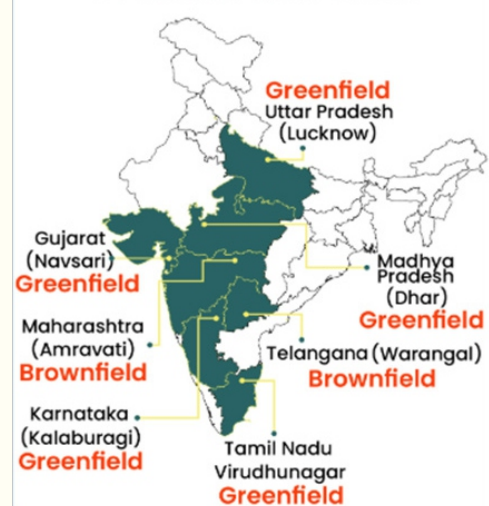 Greenfield
Uttar Pradesh
(Lucknow)
Gujarat
(Navsari)
Greenfield
Madhya
Pradesh
(Dhar)
Greenfield
Maharashtra
(Amravati)
Brownfield
Telangana (Warangal)
Brownfield
Karnataka
(Kalaburagi)
Greenfield
Tamil Nadu
Virudhunagar
Greenfield